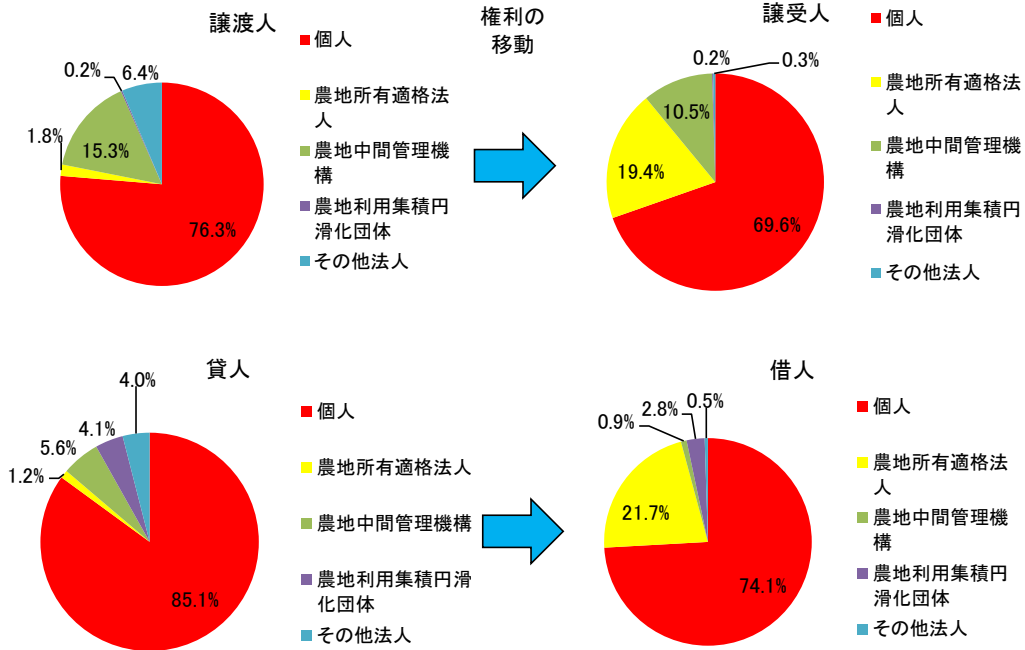 譲渡人
権利の
移動
譲受人
個人
農地所有適格法
人
農地中間管理機
構
農地利用集積円
滑化団体
その他法人
0.2%
6.4%
1.8%
15.3%
76.3%
個人
農地所有適格法
人
農地中間管理機
構
農地利用集積円
滑化団体
その他法人
0.2%
0.3%
10.5%
19.4%
69.6%
貸人
4.0%
4.1%
5.6%
1.2%
85.1%
個人
農地所有適格法人
農地中間管理機構
農地利用集積円滑
化団体
その他法人
借人
0.5%
2.8%
0.9%
21.7%
74.1%
個人
農地所有適格法
人
農地中間管理機
構
農地利用集積円
滑化団体
その他法人